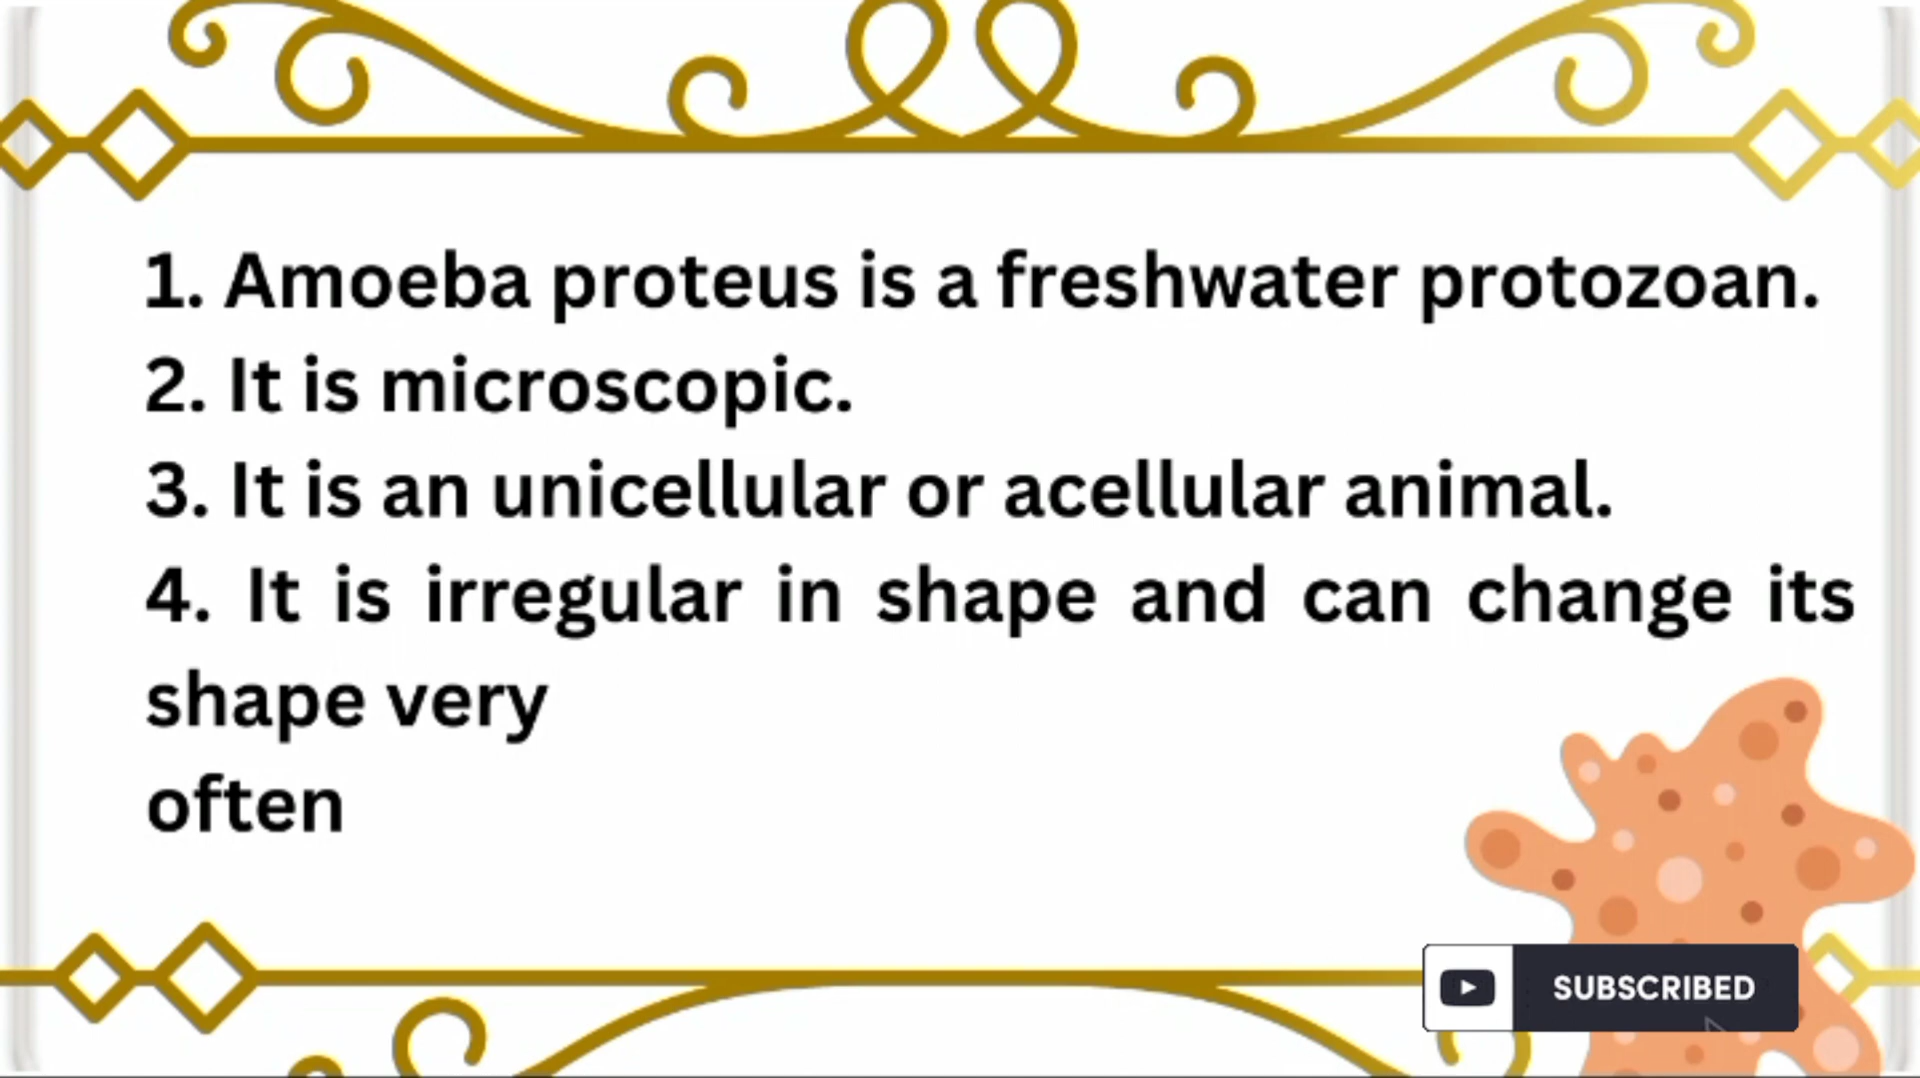 1. Amoeba proteus is a freshwater protozoan.
2. It is microscopic.
3. It is an unicellular or acellular animal.
4. It is irregular in shape and can change its
shape very
often
SUBSCRIBED